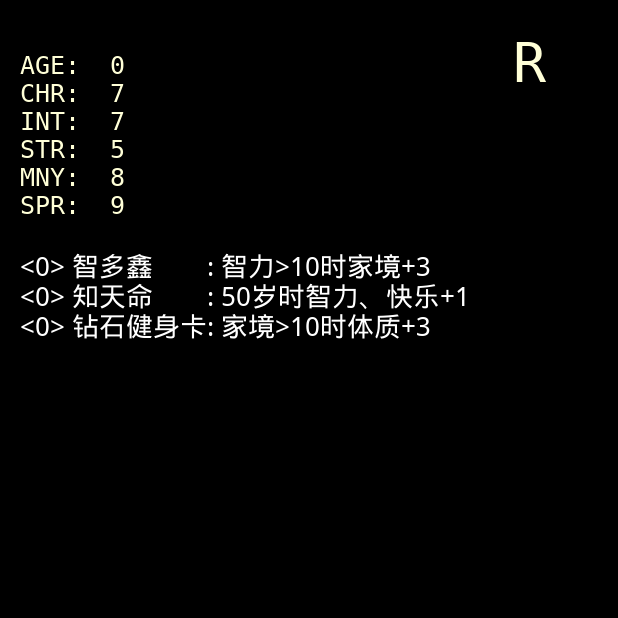 R
AGE: 0
CHR: 7
INT: 7
STR: 5
MNY: 8
SPR: 9
<0> 智多鑫 : 智力>10时家境+3
<0> 知天命 : 50岁时智力、快乐+1
<0> 钻石健身卡: 家境>10时体质+3